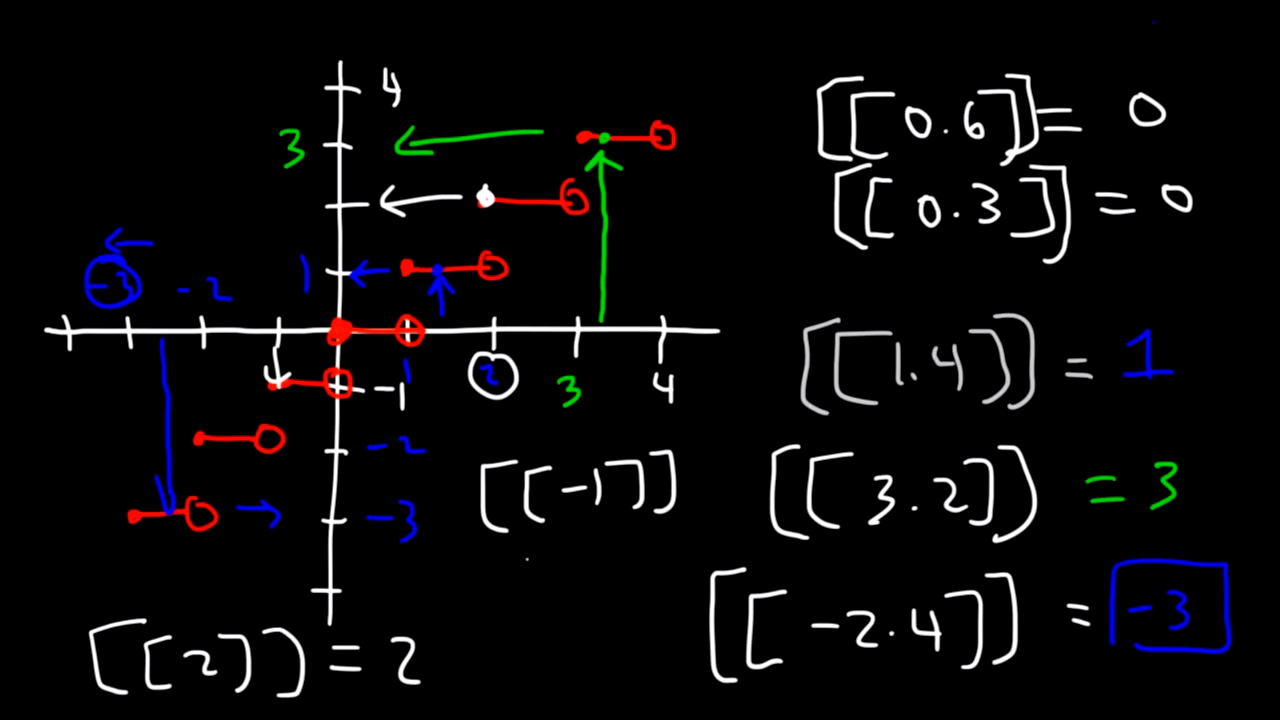 4
3
1
-3
-2
1
2
3
4
-1
-2
-3
[[-1]]
[[2]] = 2
[[0.6]] = 0
[[0.3]] = 0
[[1.4]] = 1
[[3.2]] = 3
[[-2.4]] = -3